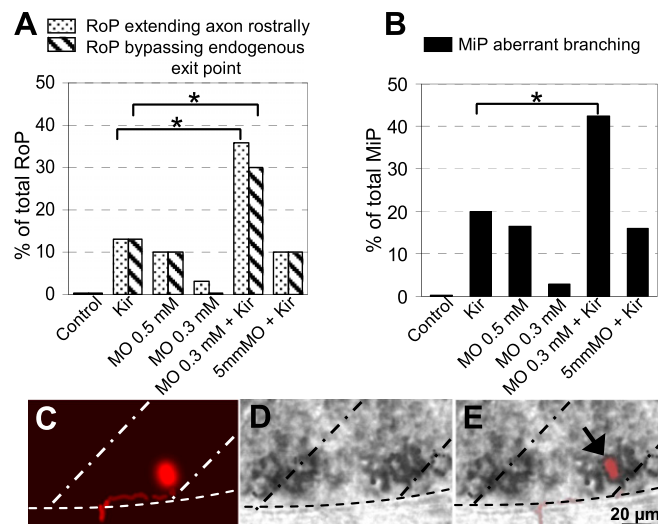 A
RoP extending axon rostrally
RoP bypassing endogenous
exit point
% of total RoP
50
40
30
20
10
0
*
*
Control
Kir
MO 0.5 mM
MO 0.3 mM
MO 0.3 mM + Kir
5mmMO + Kir
B
MiP aberrant branching
% of total MiP
50
40
30
20
10
0
*
Control
Kir
MO 0.5 mM
MO 0.3 mM
MO 0.3 mM + Kir
5mmMO + Kir
C
D
E
20 µm